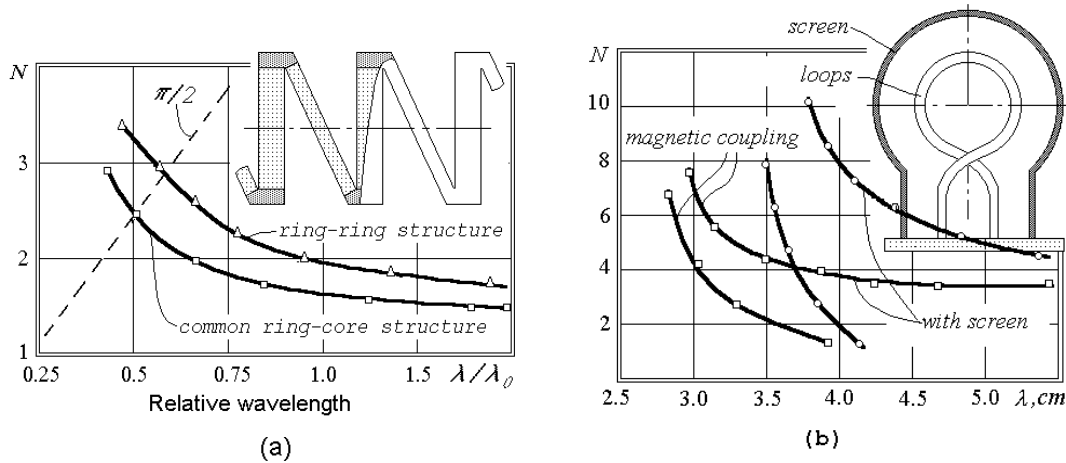 N
π/2
3
2
1
ring-ring structure
common ring-core structure
0.25 0.5 0.75 1.0 1.5 λ/λ0
Relative wavelength
(a)
N
10
8
6
4
2
screen
loops
magnetic coupling
with screen
2.5 3.0 3.5 4.0 4.5 5.0 λ,cm
(b)